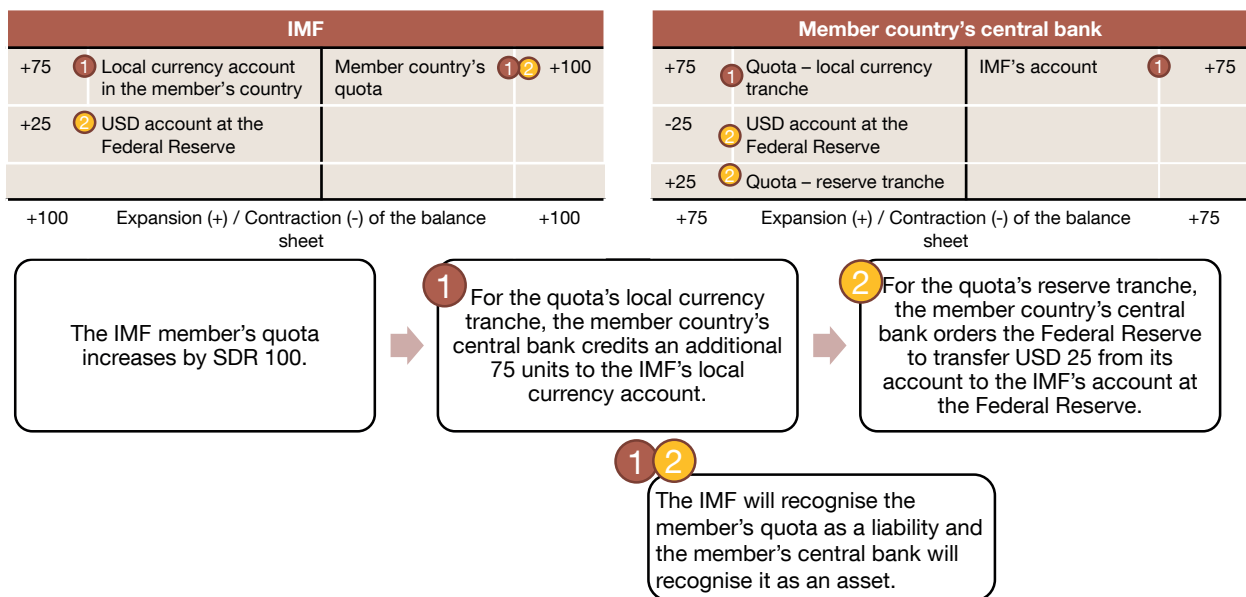 IMF
+75 1 Local currency account Member country's 1 2 +100
in the member's country quota
+25 2 USD account at the
Federal Reserve
+100 Expansion (+) / Contraction (-) of the balance +100
sheet
Member country's central bank
+75 1 Quota – local currency IMF's account 1 +75
tranche
-25 2 USD account at the
Federal Reserve
+25 2 Quota – reserve tranche
+75 Expansion (+) / Contraction (-) of the balance +75
sheet
The IMF member's quota
increases by SDR 100.
1
For the quota's local currency
tranche, the member country's
central bank credits an additional
75 units to the IMF's local
currency account.
2
For the quota's reserve tranche,
the member country's central
bank orders the Federal Reserve
to transfer USD 25 from its
account to the IMF's account at
the Federal Reserve.
1 2
The IMF will recognise the
member's quota as a liability and
the member's central bank will
recognise it as an asset.